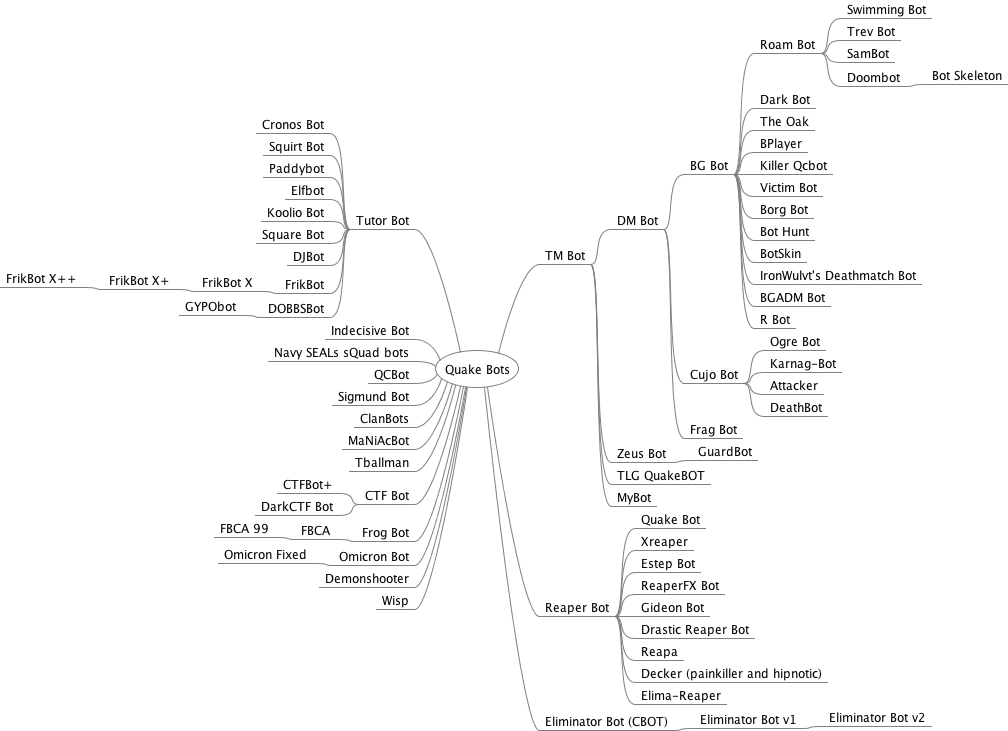 Quake Bots
Tutor Bot
Cronos Bot
Squirt Bot
Paddybot
Elfbot
Koolio Bot
Square Bot
DJBot
FrikBot
FrikBot X
FrikBot X+
FrikBot X++
DOBBSBot
GYPObot
Indecisive Bot
Navy SEALs sQuad bots
QCBot
Sigmund Bot
ClanBots
MaNiAcBot
Tballman
CTF Bot
CTFBot+
DarkCTF Bot
Frog Bot
FBCA
FBCA 99
Omicron Bot
Omicron Fixed
Demonshooter
Wisp
TM Bot
DM Bot
BG Bot
Roam Bot
Swimming Bot
Trev Bot
SamBot
Doombot
Bot Skeleton
Dark Bot
The Oak
BPlayer
Killer Qcbot
Victim Bot
Borg Bot
Bot Hunt
BotSkin
IronWulvt's Deathmatch Bot
BGADM Bot
R Bot
Cujo Bot
Ogre Bot
Karnag-Bot
Attacker
DeathBot
Frag Bot
Zeus Bot
GuardBot
TLG QuakeBOT
MyBot
Reaper Bot
Quake Bot
Xreaper
Estep Bot
ReaperFX Bot
Gideon Bot
Drastic Reaper Bot
Reapa
Decker (painkiller and hipnotic)
Elima-Reaper
Eliminator Bot (CBOT)
Eliminator Bot v1
Eliminator Bot v2